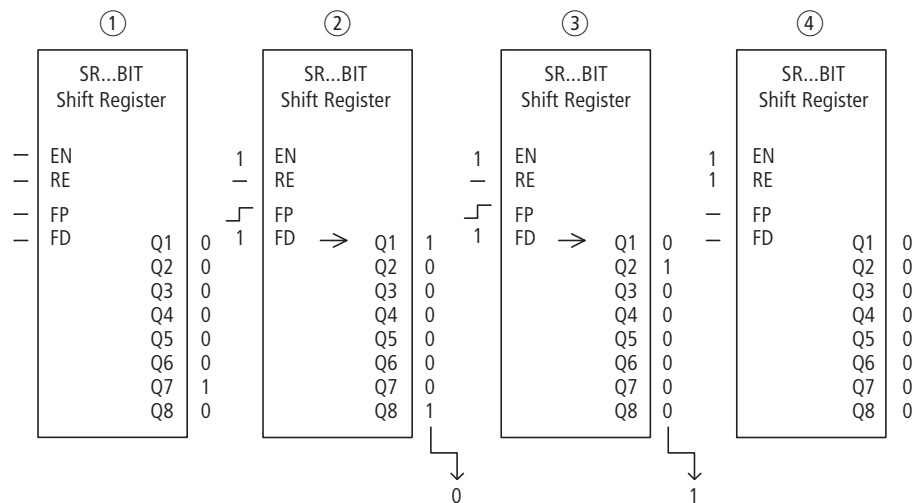 ① ② ③ ④
SR...BIT SR...BIT SR...BIT SR...BIT
Shift Register Shift Register Shift Register Shift Register
– EN 1 EN 1 EN 1 EN
– RE – RE – RE 1 RE
– FP FP FP – FP
– FD Q1 0 1 FD → Q1 1 1 FD → Q1 0 – FD Q1 0
Q2 0 Q2 0 Q2 1 Q2 0
Q3 0 Q3 0 Q3 0 Q3 0
Q4 0 Q4 0 Q4 0 Q4 0
Q5 0 Q5 0 Q5 0 Q5 0
Q6 0 Q6 0 Q6 0 Q6 0
Q7 1 Q7 0 Q7 0 Q7 0
Q8 0 Q8 1 Q8 0 Q8 0
0 1